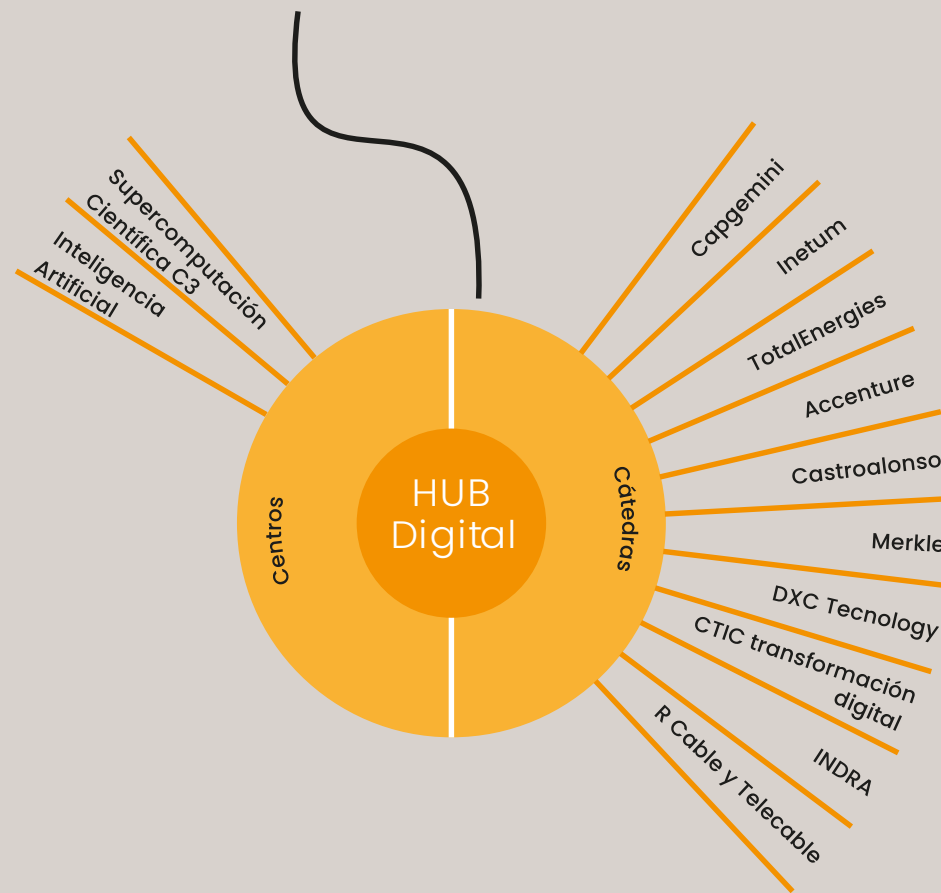 HUB
Digital
Centros
Supercomputación
Científica C3
Inteligencia
Artificial
Cátedras
Capgemini
Inetum
TotalEnergies
Accenture
Castroalonso
Merkle
DXC Tecnology
CTIC transformación
digital
INDRA
R Cable y Telecable